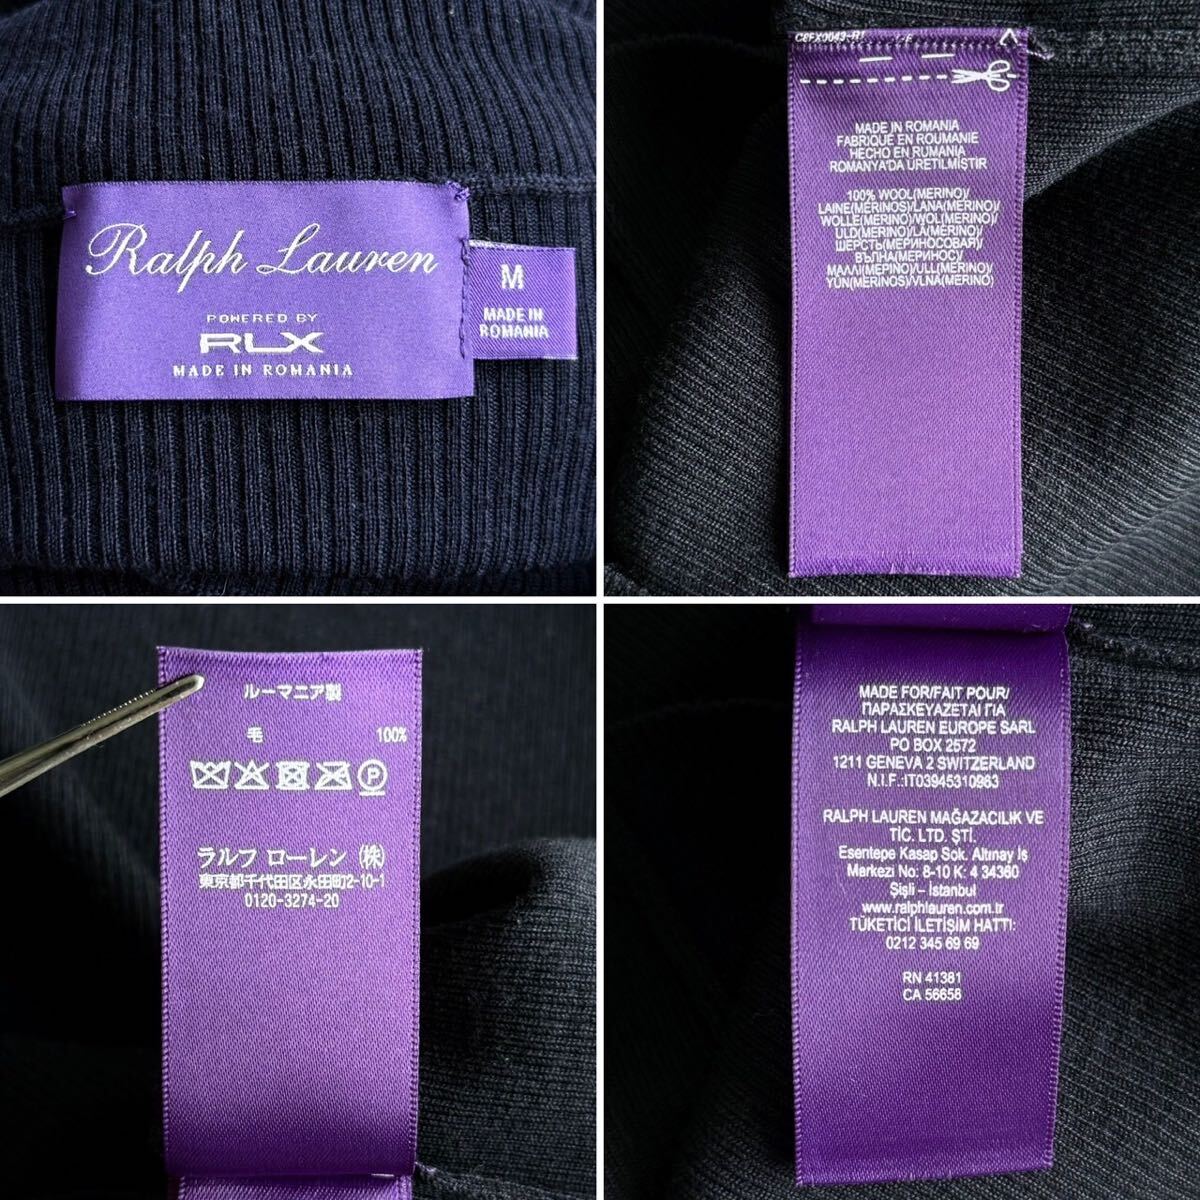 Ralph Lauren
POWERED BY
RLX
MADE IN ROMANIA
M
MADE IN
ROMANIA
MADE IN ROMANIA
FABRIQUÉ EN ROUMANIE
HECHO EN RUMANIA
ROMANYA'DA URETILMISTIR
100% WOOL(MERINO)/
LAINE(MERINOS)/LANA(MERINO)/
WOLLE(MERINO)/WOL(MERINO)/
ULD(MERINO)/LÃ(MERINO)/
ШЕРСТЬ(МЕРИНОСОВАЯ)/
ВЪЛНА(МЕРИНОС)/
ΜΑΛΛΙ(ΜΕΡΙΝΟ)/ULL(MERINO)/
YÜN(MERINOS)/VLNA(MERINO)
ルーマニア製
毛 100%
P
ラルフ ローレン (株)
東京都千代田区永田町2-10-1
0120-3274-20
MADE FOR/FAIT POUR/
ΠΑΡΑΣΚΕΥΑΖΕΤΑΙ ΓΙΑ
RALPH LAUREN EUROPE SARL
PO BOX 2572
1211 GENEVA 2 SWITZERLAND
N.I.F.:IT03945310963
RALPH LAUREN MAĞAZACILIK VE
TİC. LTD. ŞTİ.
Esentepe Kasap Sok. Altınay İş
Merkezi No: 8-10 K: 4 34360
Şişli - İstanbul
www.ralphlauren.com.tr
TÜKETİCİ İLETİŞİM HATTI:
0212 345 69 69
RN 41381
CA 56658